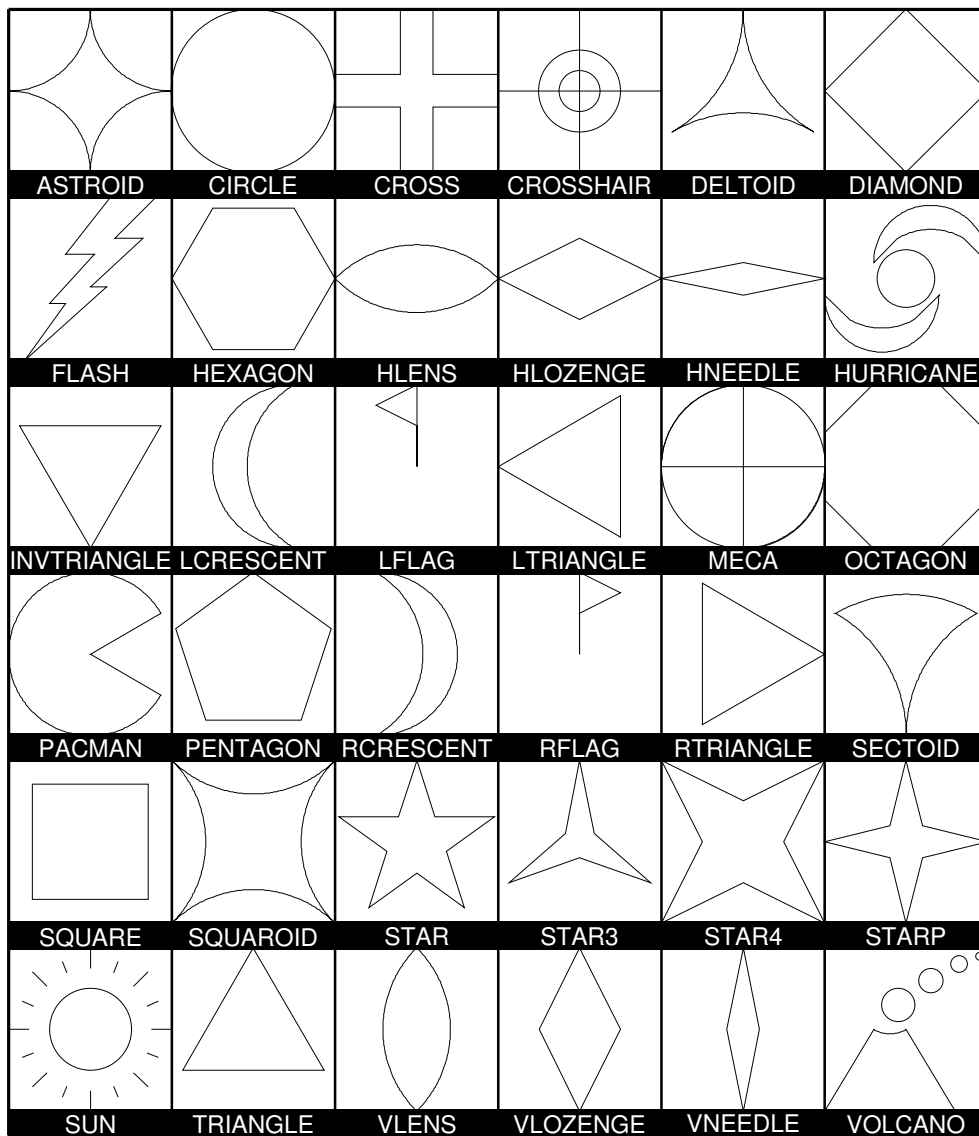 ASTROID CIRCLE CROSS CROSSHAIR DELTOID DIAMOND
FLASH HEXAGON HLENS HLOZENGE HNEEDLE HURRICANE
INVTRIANGLE LCRESCENT LFLAG LTRIANGLE MECA OCTAGON
PACMAN PENTAGON RCRESCENT RFLAG RTRIANGLE SECTOID
SQUARE SQUAROID STAR STAR3 STAR4 STARP
SUN TRIANGLE VLENS VLOZENGE VNEEDLE VOLCANO